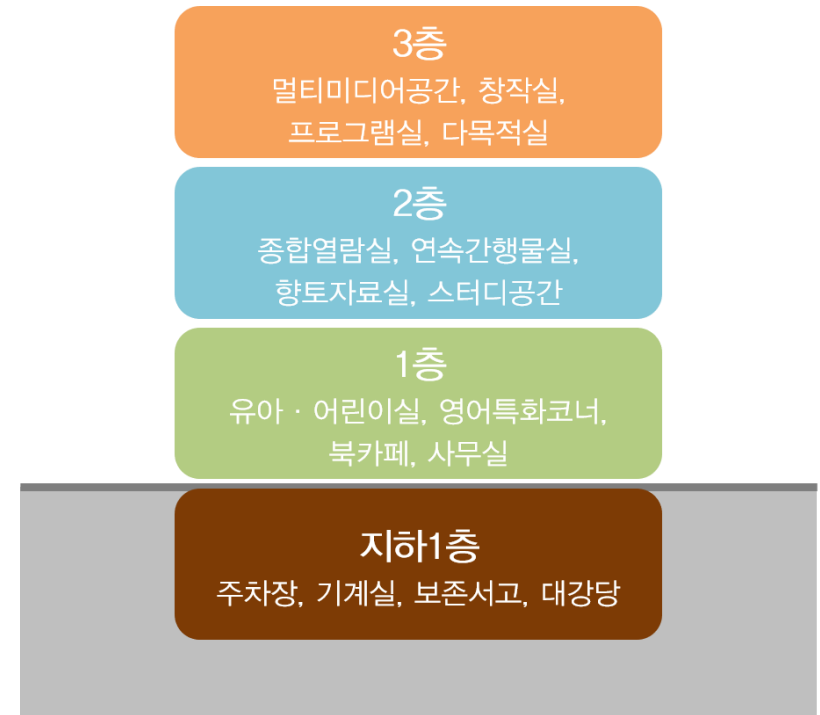 3층
멀티미디어공간, 창작실,
프로그램실, 다목적실
2층
종합열람실, 연속간행물실,
향토자료실, 스터디공간
1층
유아 · 어린이실, 영어특화코너,
북카페, 사무실
지하1층
주차장, 기계실, 보존서고, 대강당